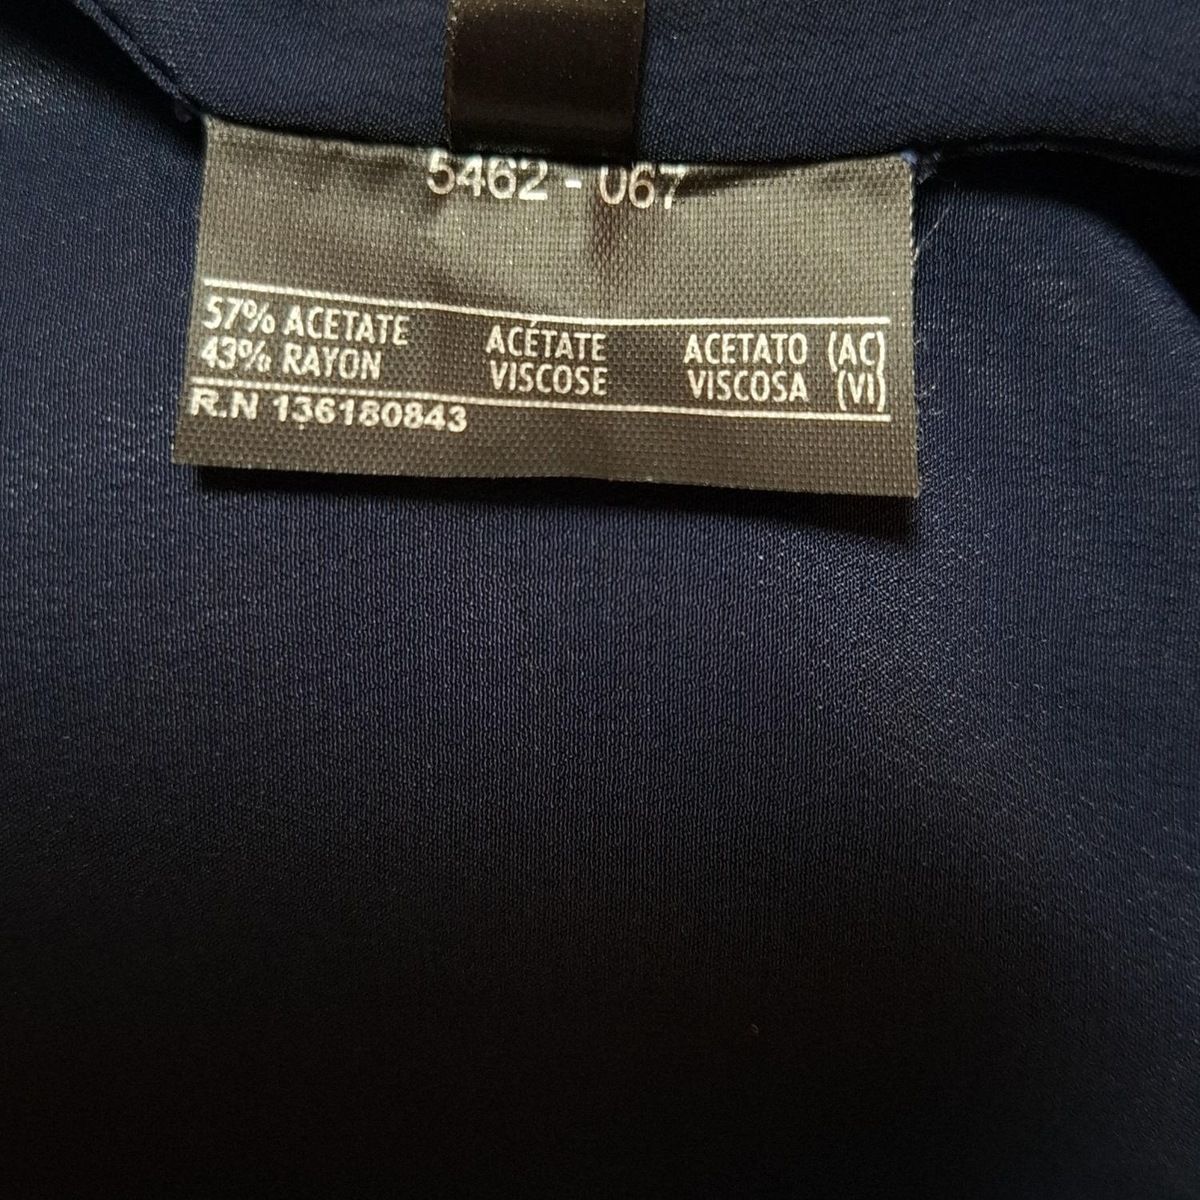 5462 - 067
57% ACETATE ACÉTATE ACETATO (AC)
43% RAYON VISCOSE VISCOSA (VI)
R.N 136180843